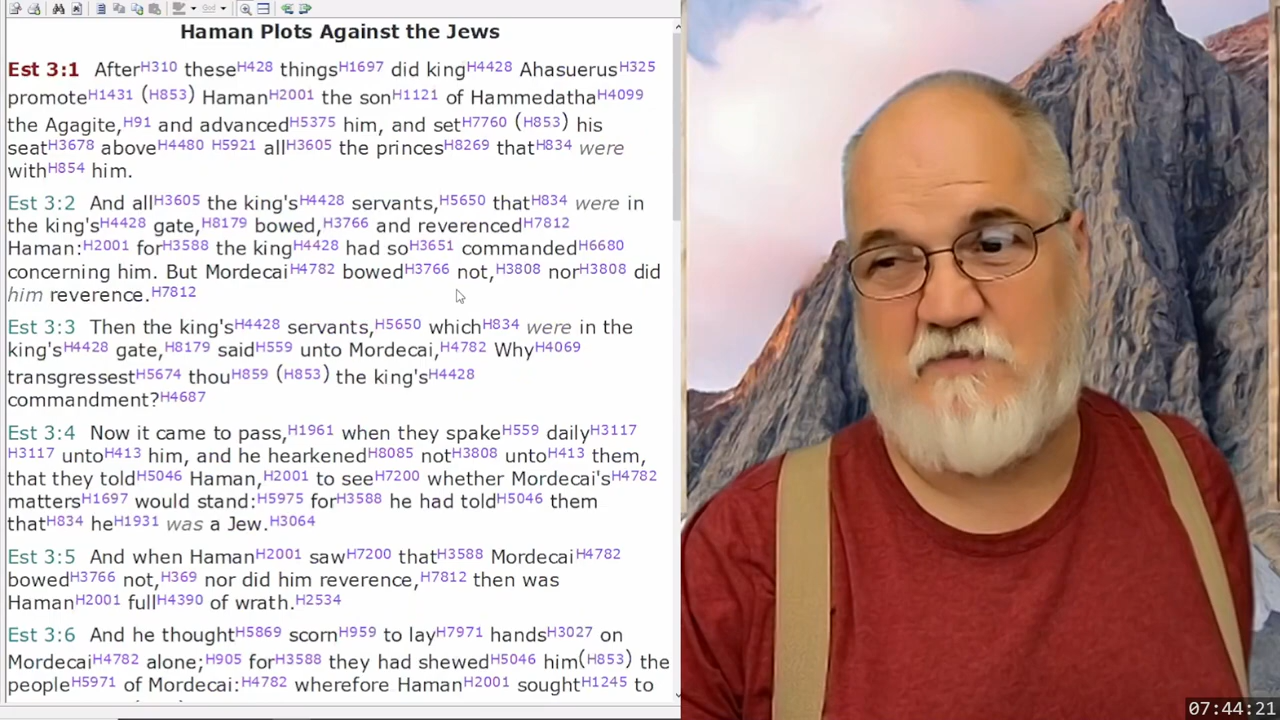 Haman Plots Against the Jews
Est 3:1 AfterH310 theseH428 thingsH1697 did kingH4428 AhasuerusH325
promoteH1431 (H853) HamanH2001 the sonH1121 of HammedathaH4099
the Agagite,H91 and advancedH5375 him, and setH7760 (H853) his
seatH3678 aboveH4480 H5921 allH3605 the princesH8269 thatH834 were
withH854 him.
Est 3:2 And allH3605 the king'sH4428 servants,H5650 thatH834 were in
the king'sH4428 gate,H8179 bowed,H3766 and reverencedH7812
Haman:H2001 forH3588 the kingH4428 had soH3651 commandedH6680
concerning him. But MordecaiH4782 bowedH3766 not,H3808 norH3808 did
him reverence.H7812
Est 3:3 Then the king'sH4428 servants,H5650 whichH834 were in the
king'sH4428 gate,H8179 saidH559 unto Mordecai,H4782 WhyH4069
transgressestH5674 thouH859 (H853) the king'sH4428
commandment?H4687
Est 3:4 Now it came to pass,H1961 when they spakeH559 dailyH3117
H3117 untoH413 him, and he hearkenedH8085 notH3808 untoH413 them,
that they toldH5046 Haman,H2001 to seeH7200 whether Mordecai'sH4782
mattersH1697 would stand:H5975 forH3588 he had toldH5046 them
thatH834 heH1931 was a Jew.H3064
Est 3:5 And when HamanH2001 sawH7200 thatH3588 MordecaiH4782
bowedH3766 not,H369 nor did him reverence,H7812 then was
HamanH2001 fullH4390 of wrath.H2534
Est 3:6 And he thoughtH5869 scornH959 to layH7971 handsH3027 on
MordecaiH4782 alone;H905 forH3588 they had shewedH5046 him(H853) the
peopleH5971 of Mordecai:H4782 wherefore HamanH2001 soughtH1245 to
07:44:21